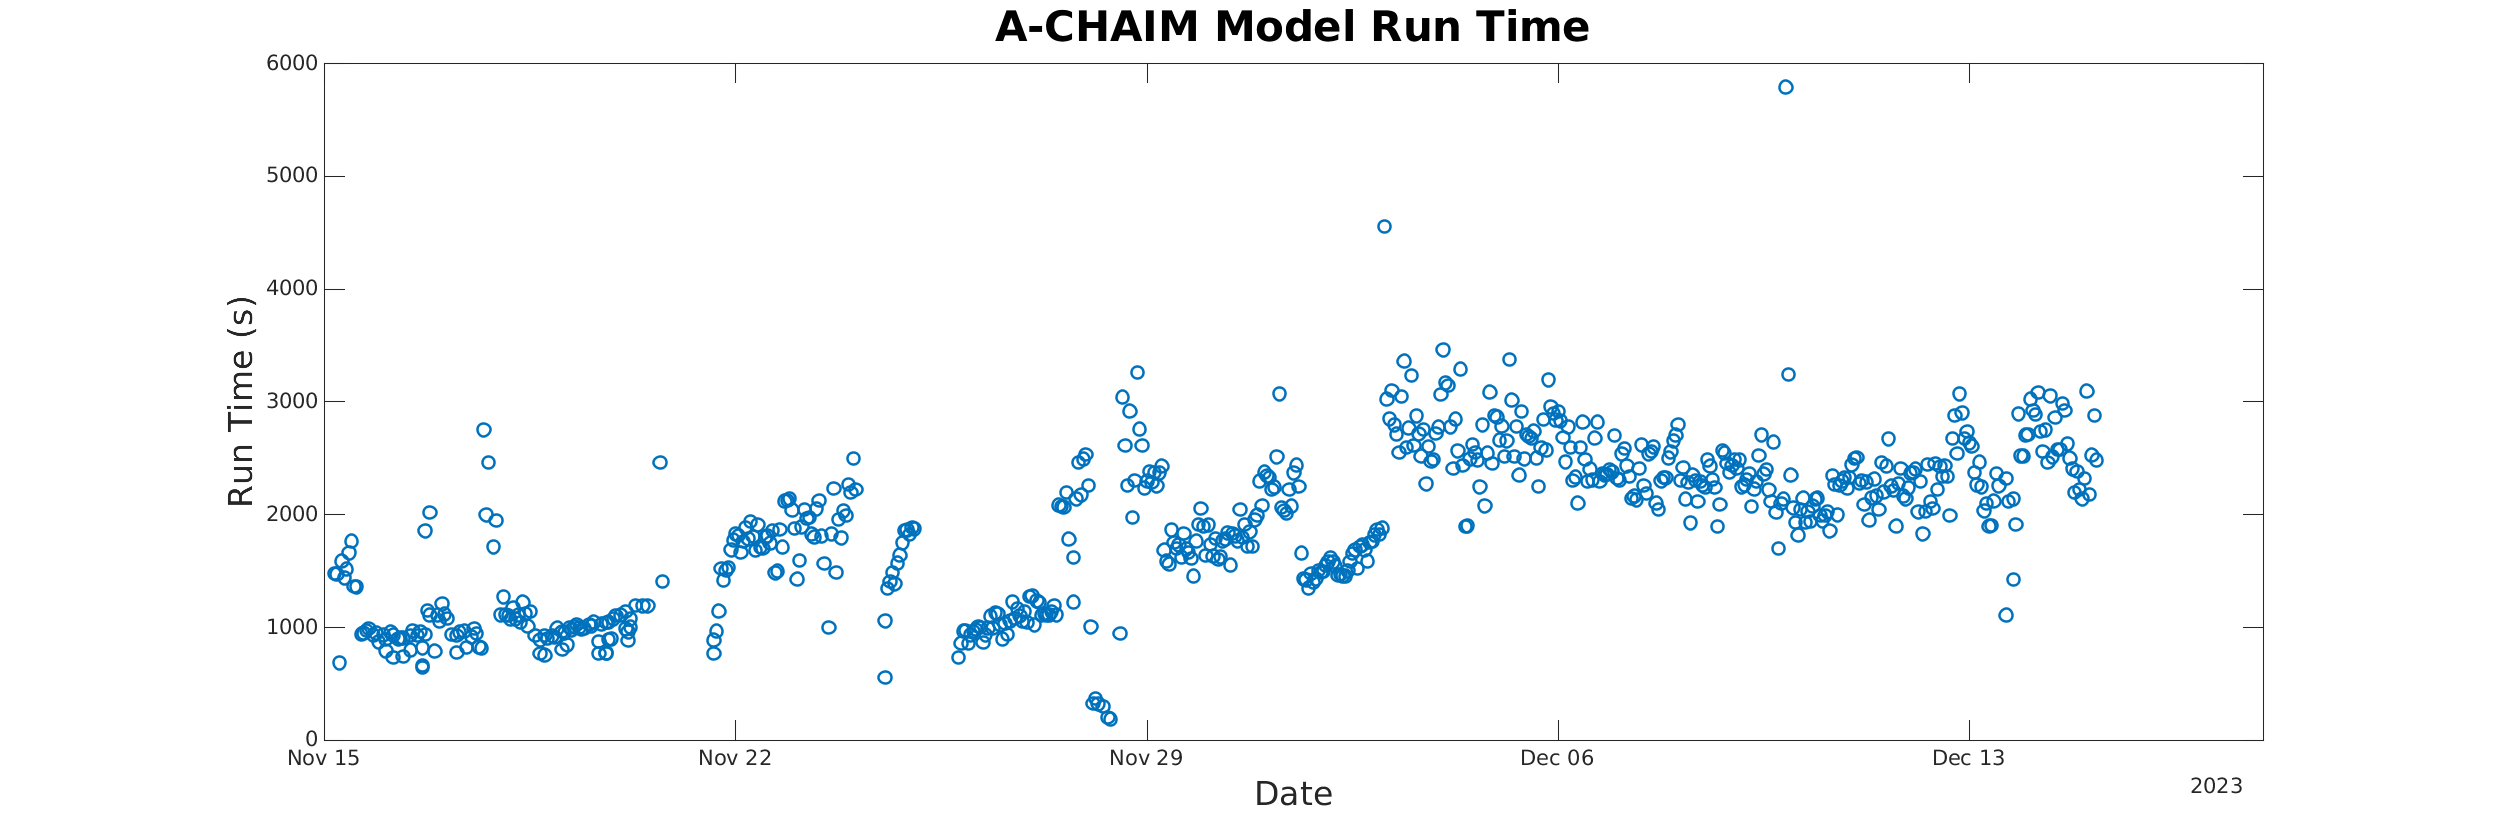 A-CHAIM Model Run Time
6000
5000
4000
3000
2000
1000
0
Run Time (s)
Nov 15
Nov 22
Nov 29
Dec 06
Dec 13
2023
Date